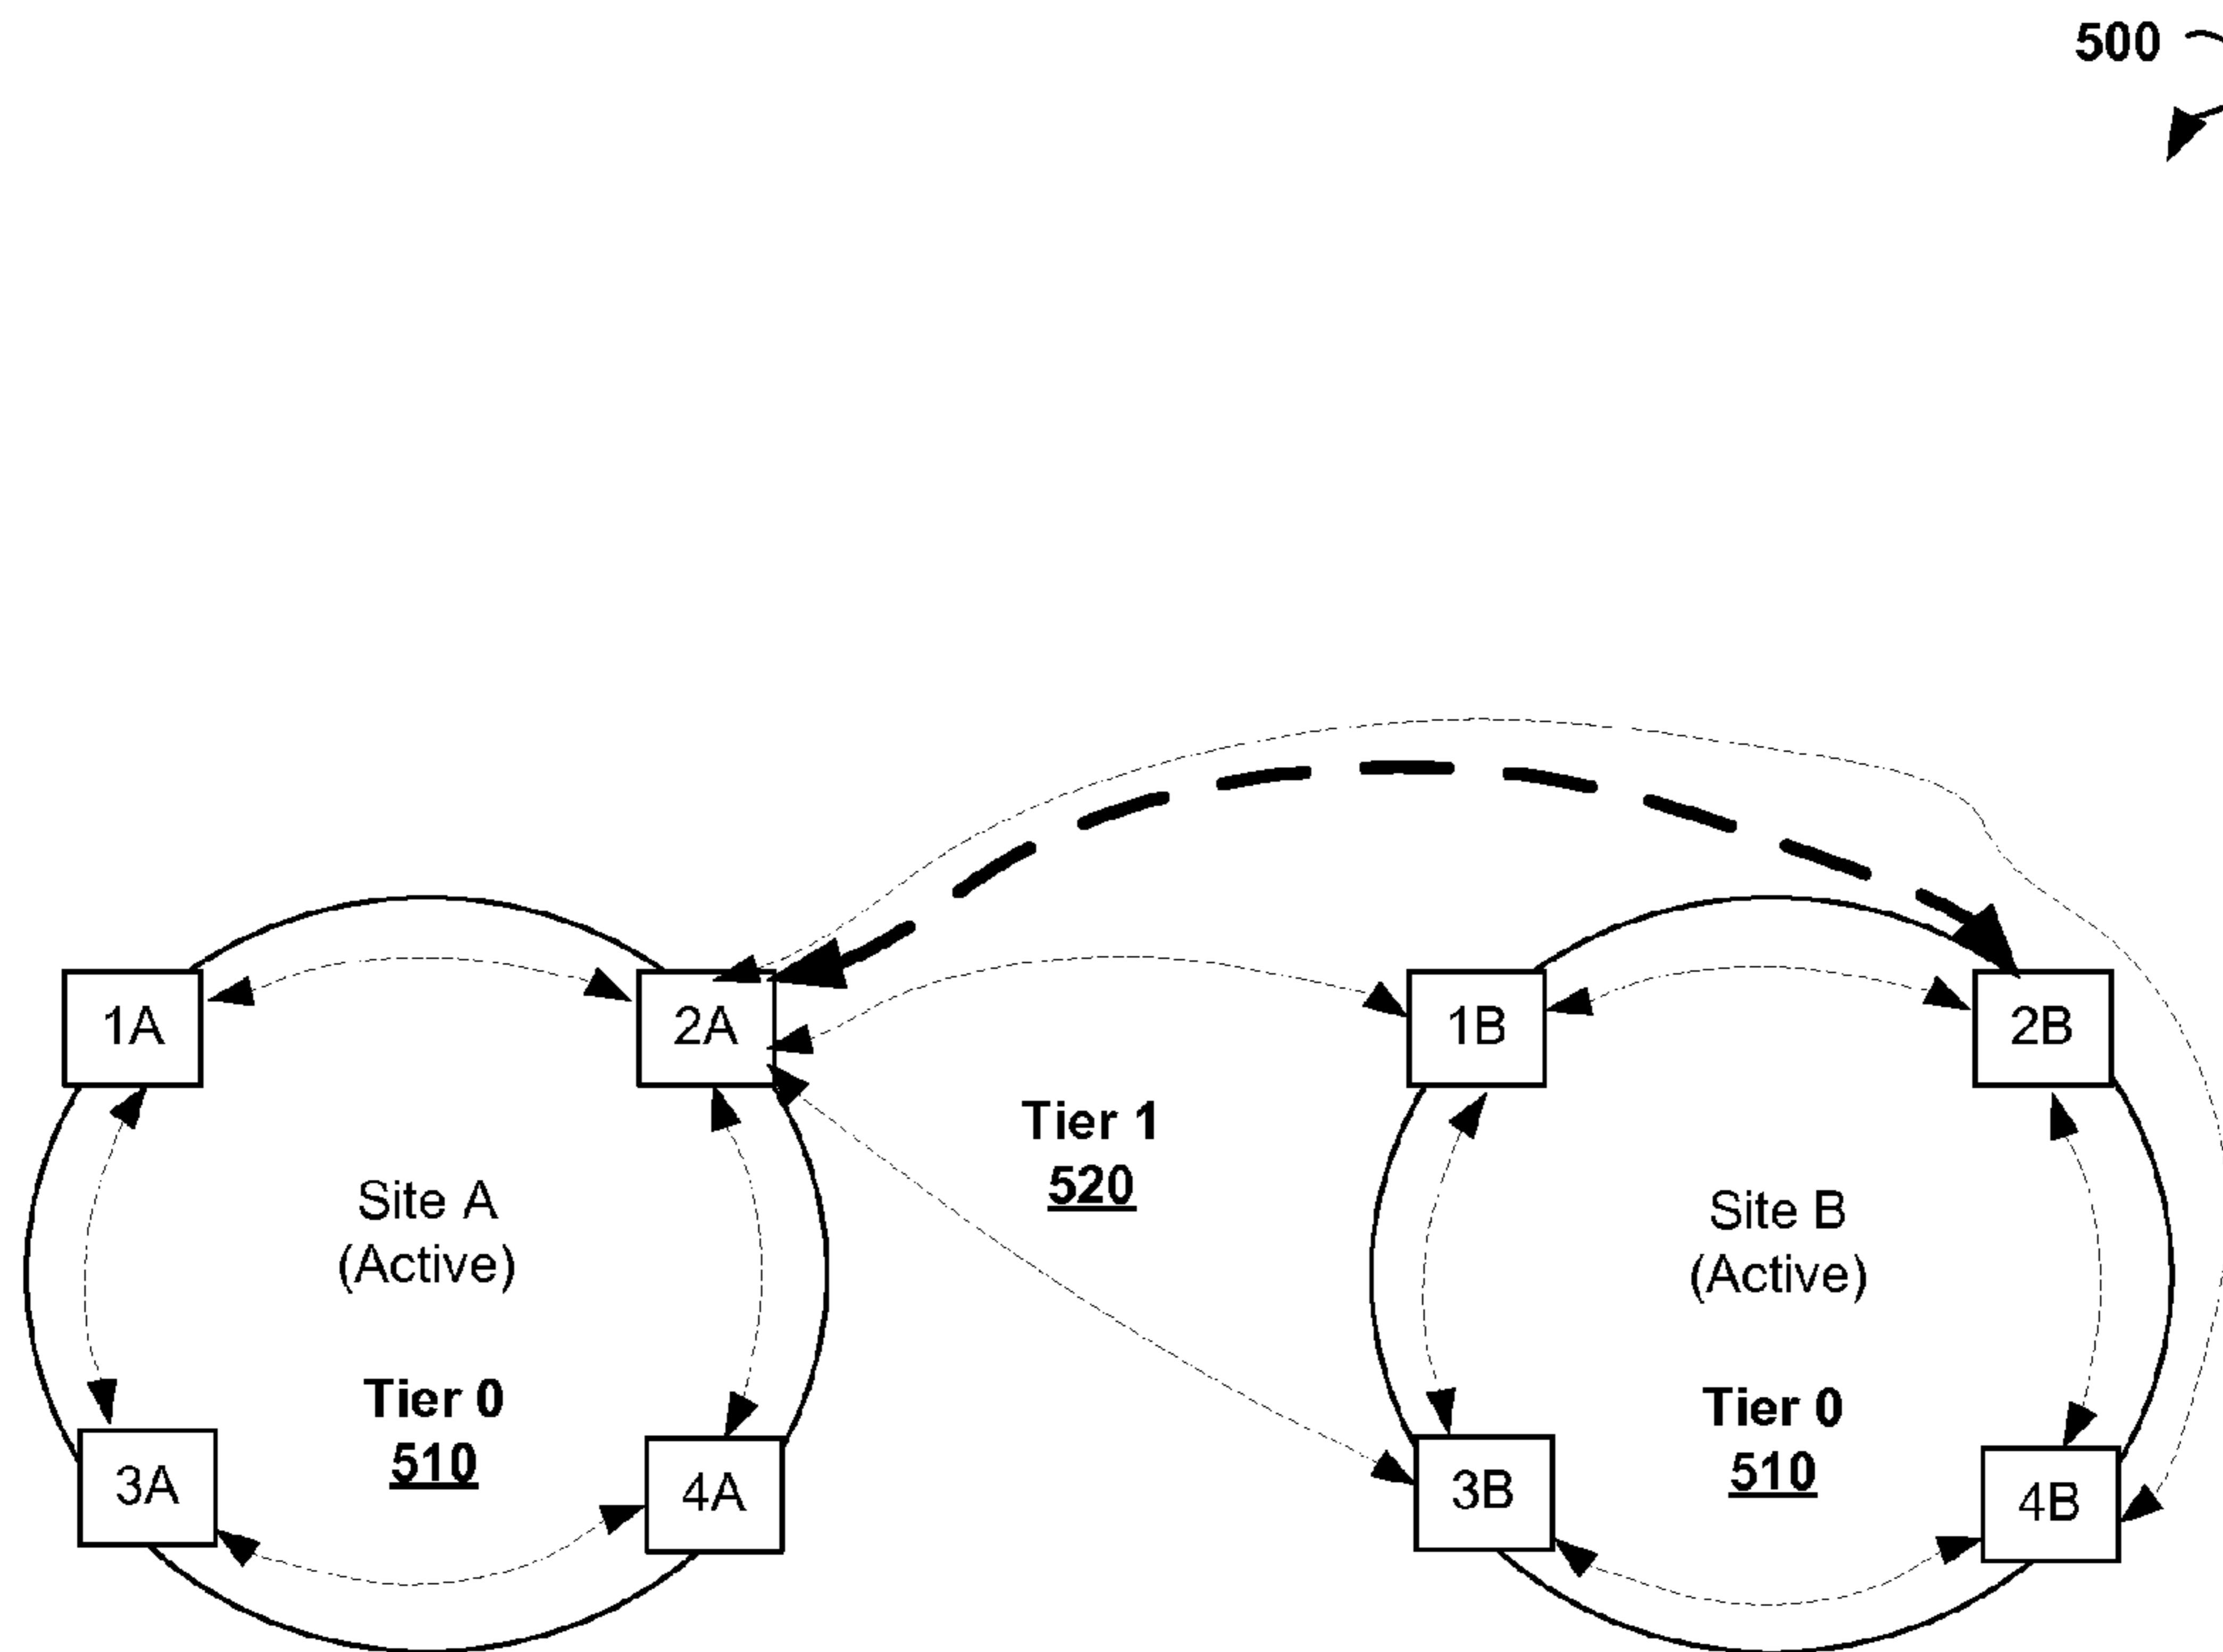 500
1A
2A
1B
2B
Tier 1
520
Site A
(Active)
Tier 0
510
Site B
(Active)
Tier 0
510
3A
4A
3B
4B